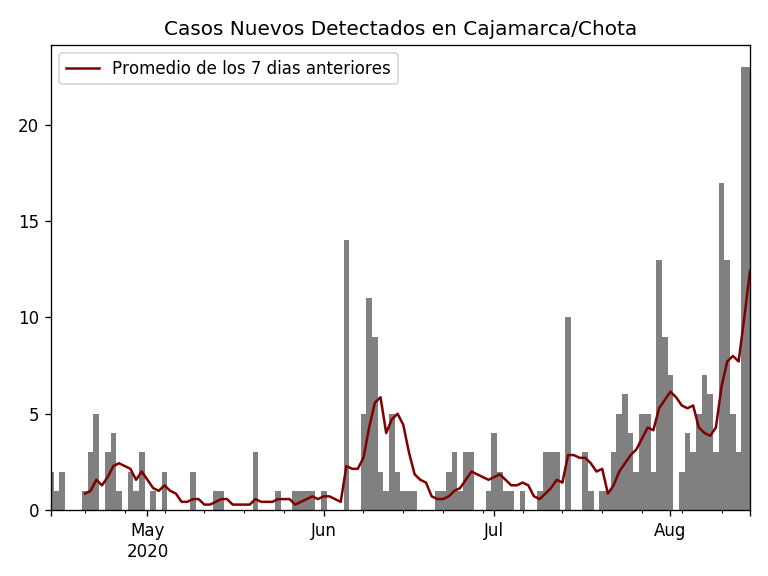 Casos Nuevos Detectados en Cajamarca/Chota
Promedio de los 7 dias anteriores
20
15
10
5
0
May Jun Jul Aug
2020